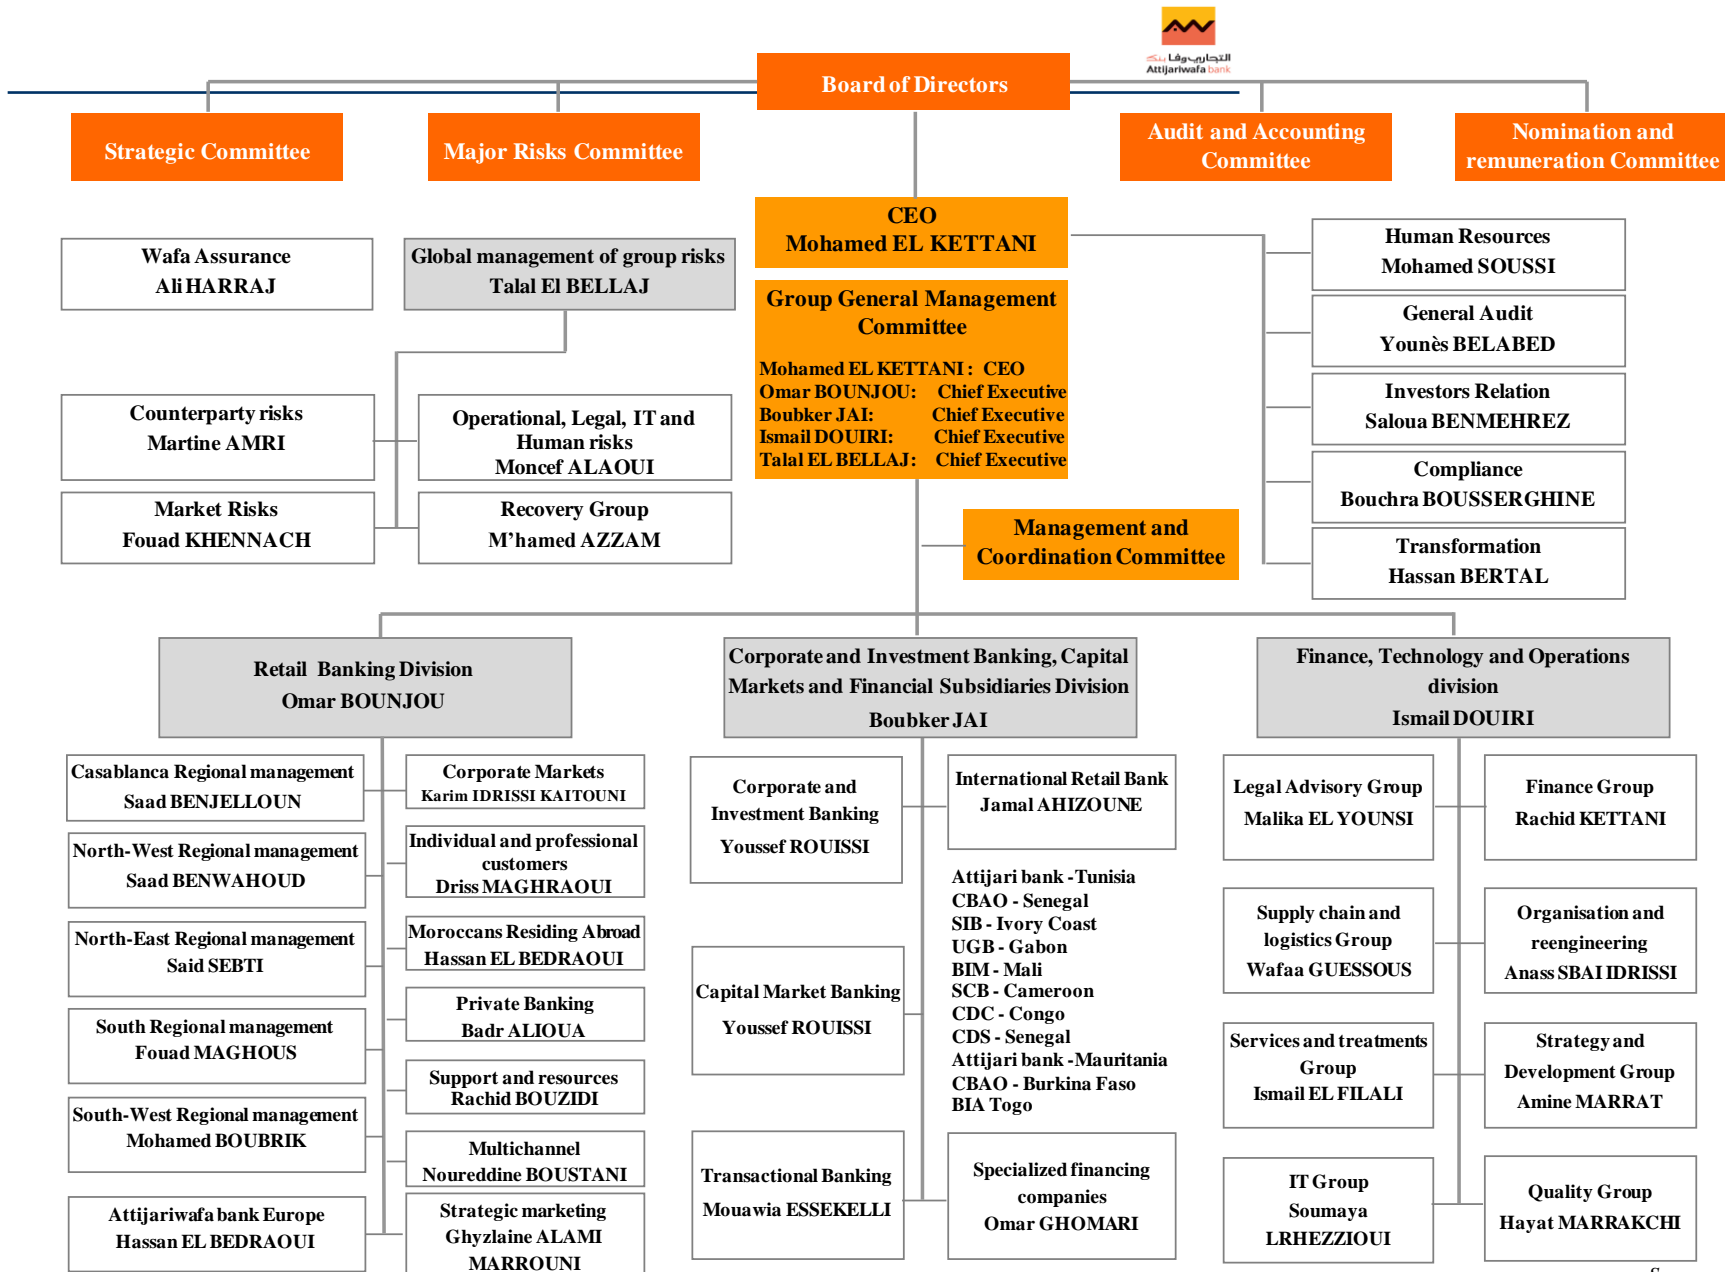 التجاري وفا بنك
Attijariwafa bank
Board of Directors
Strategic Committee
Major Risks Committee
Audit and Accounting
Committee
Nomination and
remuneration Committee
CEO
Mohamed EL KETTANI
Wafa Assurance
Ali HARRAJ
Global management of group risks
Talal El BELLAJ
Human Resources
Mohamed SOUSSI
Group General Management
Committee
Mohamed EL KETTANI : CEO
Omar BOUNJOU: Chief Executive
Boubker JAI: Chief Executive
Ismail DOUIRI: Chief Executive
Talal EL BELLAJ: Chief Executive
General Audit
Younès BELABED
Investors Relation
Saloua BENMEHREZ
Compliance
Bouchra BOUSSERGHINE
Transformation
Hassan BERTAL
Counterparty risks
Martine AMRI
Operational, Legal, IT and
Human risks
Moncef ALAOUI
Market Risks
Fouad KHENNACH
Recovery Group
M’hamed AZZAM
Management and
Coordination Committee
Retail Banking Division
Omar BOUNJOU
Corporate and Investment Banking, Capital
Markets and Financial Subsidiaries Division
Boubker JAI
Finance, Technology and Operations
division
Ismail DOUIRI
Casablanca Regional management
Saad BENJELLOUN
Corporate Markets
Karim IDRISSI KAITOUNI
North-West Regional management
Saad BENWAHOUD
Individual and professional
customers
Driss MAGHRAOUI
North-East Regional management
Said SEBTI
Moroccans Residing Abroad
Hassan EL BEDRAOUI
South Regional management
Fouad MAGHOUS
Private Banking
Badr ALIOUA
South-West Regional management
Mohamed BOUBRIK
Support and resources
Rachid BOUZIDI
Multichannel
Noureddine BOUSTANI
Attijariwafa bank Europe
Hassan EL BEDRAOUI
Strategic marketing
Ghyzlaine ALAMI
MARROUNI
Corporate and
Investment Banking
Youssef ROUISSI
International Retail Bank
Jamal AHIZOUNE
Attijari bank -Tunisia
CBAO - Senegal
SIB - Ivory Coast
UGB - Gabon
BIM - Mali
SCB - Cameroon
CDC - Congo
CDS - Senegal
Attijari bank -Mauritania
CBAO - Burkina Faso
BIA Togo
Capital Market Banking
Youssef ROUISSI
Transactional Banking
Mouawia ESSEKELLI
Specialized financing
companies
Omar GHOMARI
Legal Advisory Group
Malika EL YOUNSI
Finance Group
Rachid KETTANI
Supply chain and
logistics Group
Wafaa GUESSOUS
Organisation and
reengineering
Anass SBAI IDRISSI
Services and treatments
Group
Ismail EL FILALI
Strategy and
Development Group
Amine MARRAT
IT Group
Soumaya
LRHEZZIOUI
Quality Group
Hayat MARRAKCHI